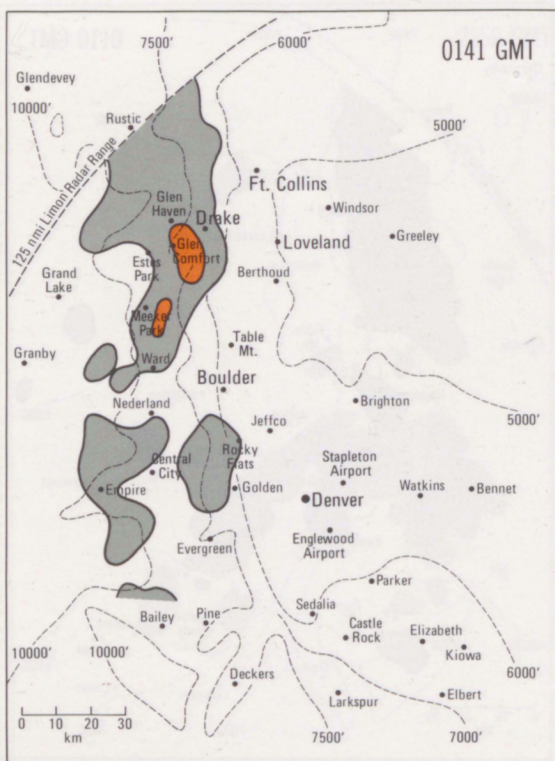 7500'
6000'
0141 GMT
Glendevey
10000'
Rustic
5000'
125 nmi Limon Radar Range
Ft. Collins
Glen
Haven
Drake
Windsor
Greeley
Loveland
Glen
Comfort
Estes
Park
Berthoud
Grand
Lake
Meeker
Park
Table
Mt.
Granby
Ward
Boulder
Nederland
Brighton
5000'
Jeffco
Rocky
Flats
Central
City
Stapleton
Airport
Empire
Golden
Denver
Watkins
Bennet
Evergreen
Englewood
Airport
Parker
Sedalia
Bailey
Pine
Castle
Rock
Elizabeth
Kiowa
10000'
10000'
6000'
Deckers
Larkspur
Elbert
0 10 20 30
km
7500'
7000'